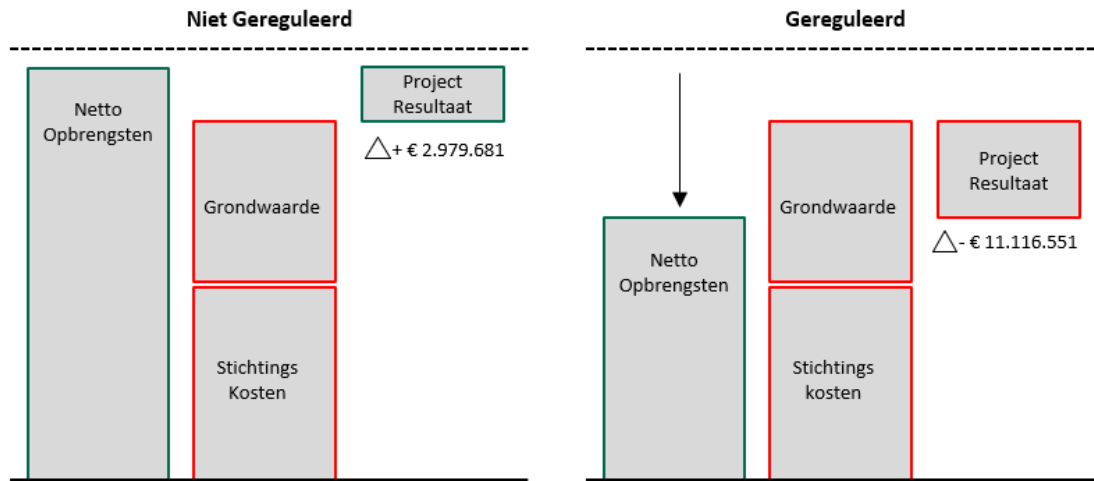 Niet Gereguleerd
Netto
Opbrengsten
Grondwaarde
Stichtings
Kosten
Project
Resultaat
△+ € 2.979.681
Gereguleerd
Netto
Opbrengsten
Grondwaarde
Stichtings
kosten
Project
Resultaat
△- € 11.116.551